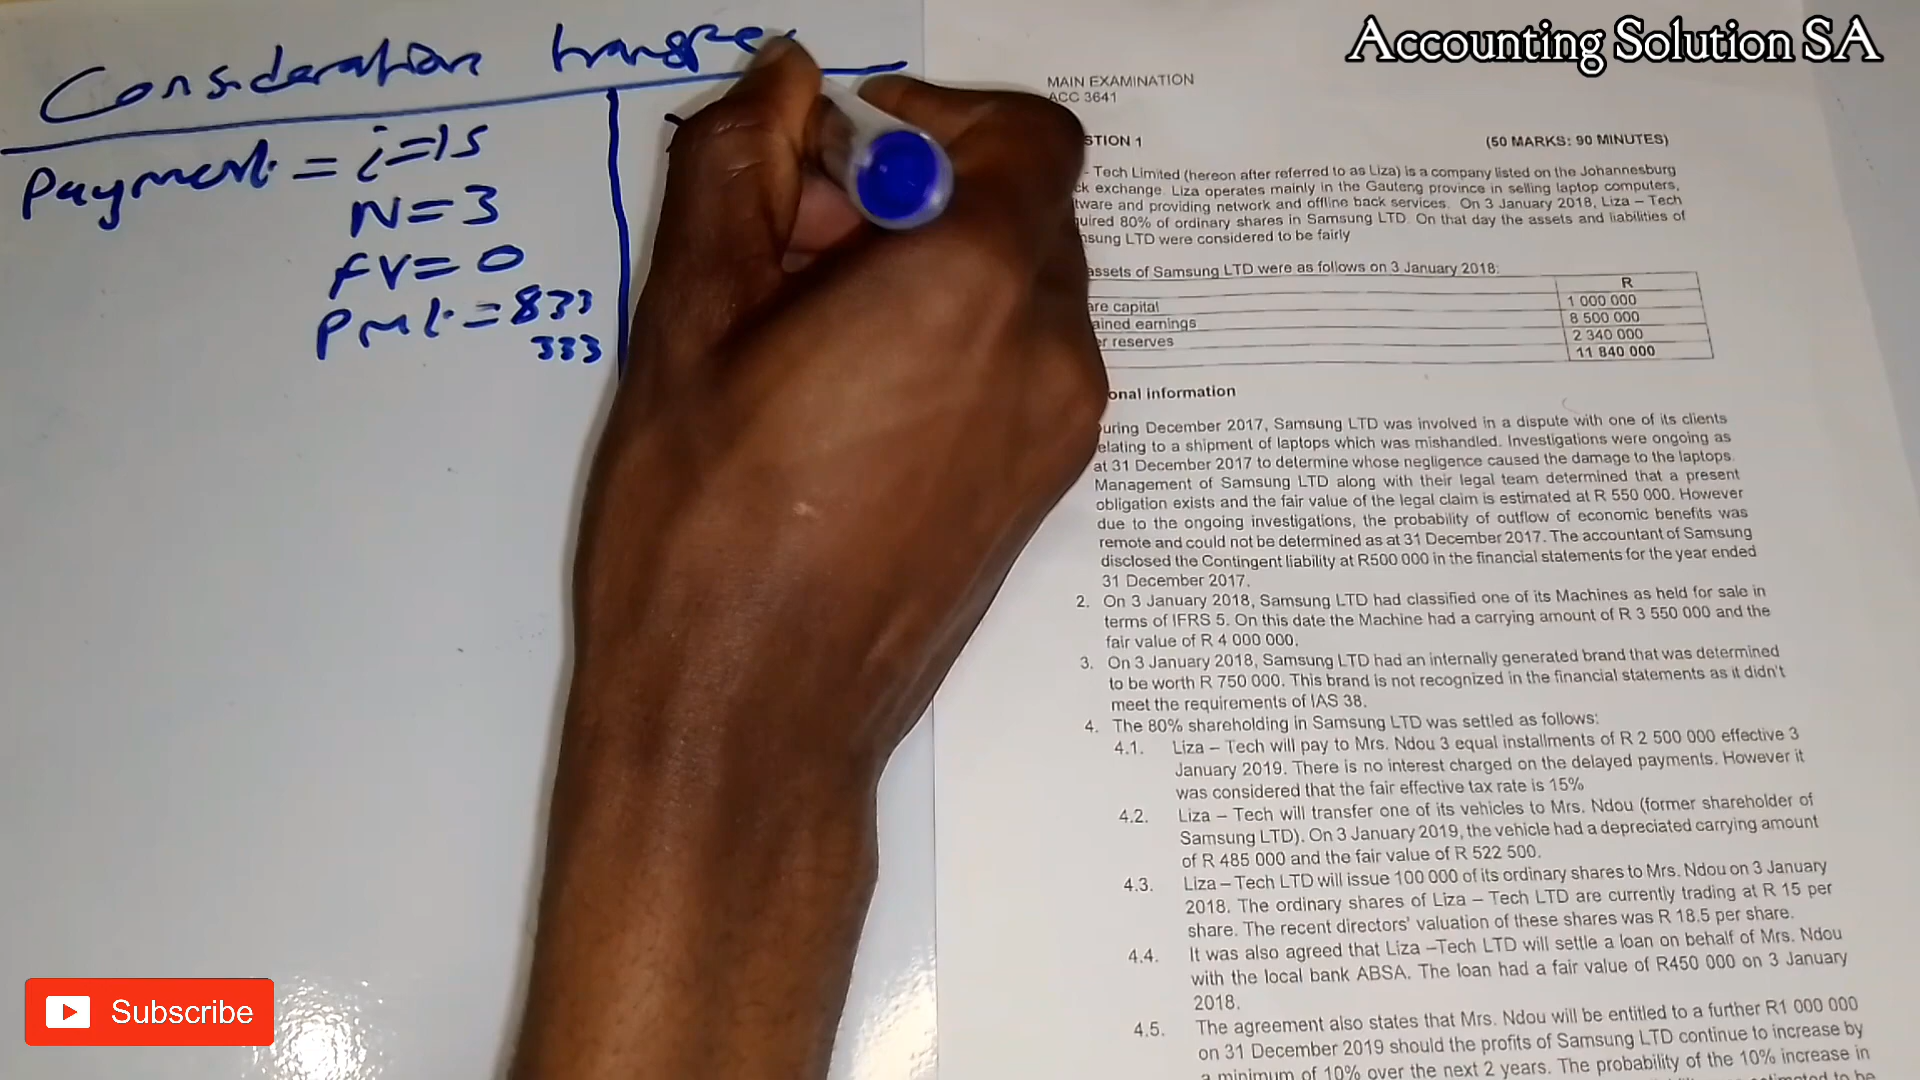 Accounting Solution SA
Consideration transfe
Payment = i=15
N=3
FV=0
Pmt.=833
333
MAIN EXAMINATION
ACC 3641
STION 1 (50 MARKS: 90 MINUTES)
- Tech Limited (hereon after referred to as Liza) is a company listed on the Johannesburg
ck exchange. Liza operates mainly in the Gauteng province in selling laptop computers,
tware and providing network and offline back services. On 3 January 2018, Liza – Tech
uired 80% of ordinary shares in Samsung LTD. On that day the assets and liabilities of
nsung LTD were considered to be fairly
assets of Samsung LTD were as follows on 3 January 2018:
R
are capital 1 000 000
ained earnings 8 500 000
er reserves 2 340 000
11 840 000
onal information
uring December 2017, Samsung LTD was involved in a dispute with one of its clients
elating to a shipment of laptops which was mishandled. Investigations were ongoing as
at 31 December 2017 to determine whose negligence caused the damage to the laptops.
Management of Samsung LTD along with their legal team determined that a present
obligation exists and the fair value of the legal claim is estimated at R 550 000. However
due to the ongoing investigations, the probability of outflow of economic benefits was
remote and could not be determined as at 31 December 2017. The accountant of Samsung
disclosed the Contingent liability at R500 000 in the financial statements for the year ended
31 December 2017.
2. On 3 January 2018, Samsung LTD had classified one of its Machines as held for sale in
terms of IFRS 5. On this date the Machine had a carrying amount of R 3 550 000 and the
fair value of R 4 000 000.
3. On 3 January 2018, Samsung LTD had an internally generated brand that was determined
to be worth R 750 000. This brand is not recognized in the financial statements as it didn't
meet the requirements of IAS 38.
4. The 80% shareholding in Samsung LTD was settled as follows:
4.1. Liza – Tech will pay to Mrs. Ndou 3 equal installments of R 2 500 000 effective 3
January 2019. There is no interest charged on the delayed payments. However it
was considered that the fair effective tax rate is 15%
4.2. Liza – Tech will transfer one of its vehicles to Mrs. Ndou (former shareholder of
Samsung LTD). On 3 January 2019, the vehicle had a depreciated carrying amount
of R 485 000 and the fair value of R 522 500.
4.3. Liza – Tech LTD will issue 100 000 of its ordinary shares to Mrs. Ndou on 3 January
2018. The ordinary shares of Liza – Tech LTD are currently trading at R 15 per
share. The recent directors' valuation of these shares was R 18.5 per share.
4.4. It was also agreed that Liza –Tech LTD will settle a loan on behalf of Mrs. Ndou
with the local bank ABSA. The loan had a fair value of R450 000 on 3 January
2018.
4.5. The agreement also states that Mrs. Ndou will be entitled to a further R1 000 000
on 31 December 2019 should the profits of Samsung LTD continue to increase by
a minimum of 10% over the next 2 years. The probability of the 10% increase in
Subscribe